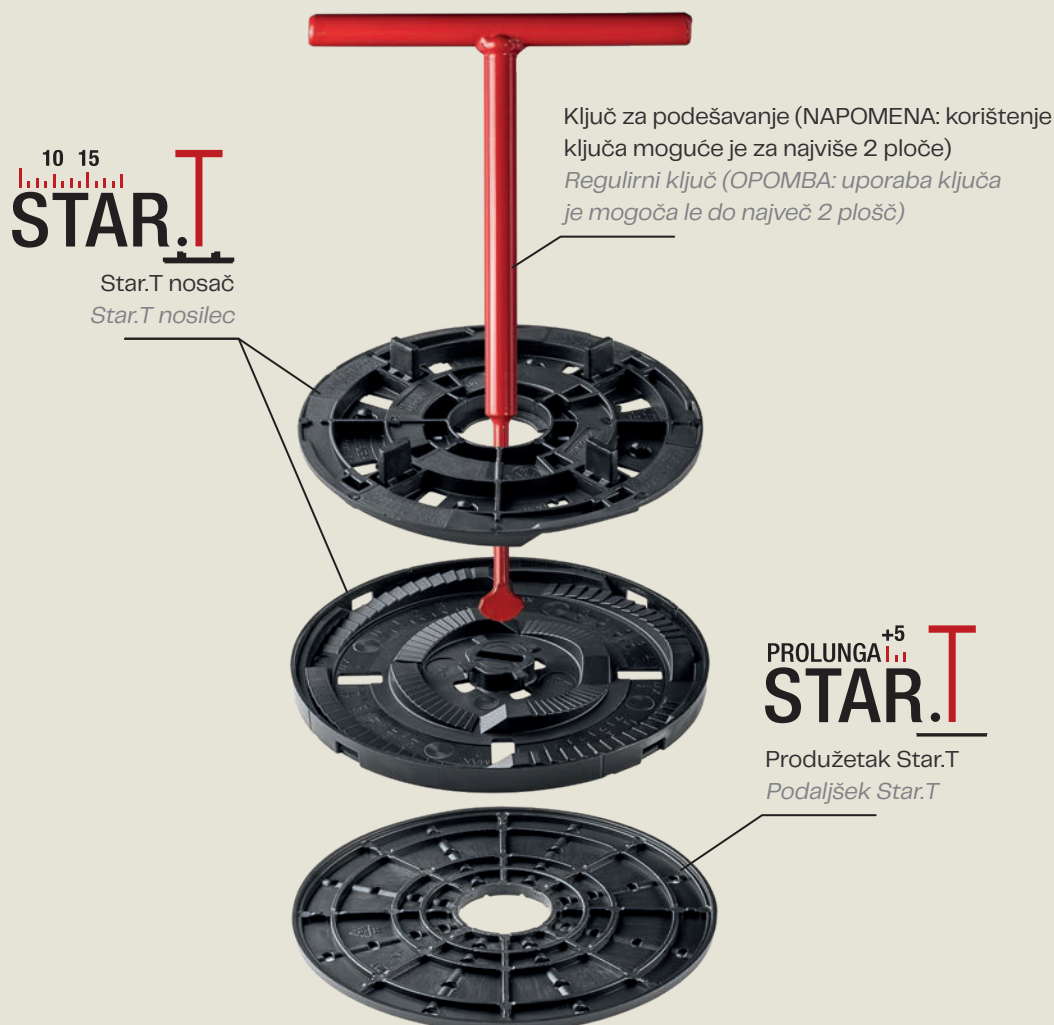 Ključ za podešavanje (NAPOMENA: korištenje
ključa moguće je za najviše 2 ploče)
Regulirni ključ (OPOMBA: uporaba ključa
je mogoča le do največ 2 plošč)
10 15
STAR.T
Star.T nosač
Star.T nosilec
+5
PROLUNGA
STAR.T
Produžetak Star.T
Podaljšek Star.T